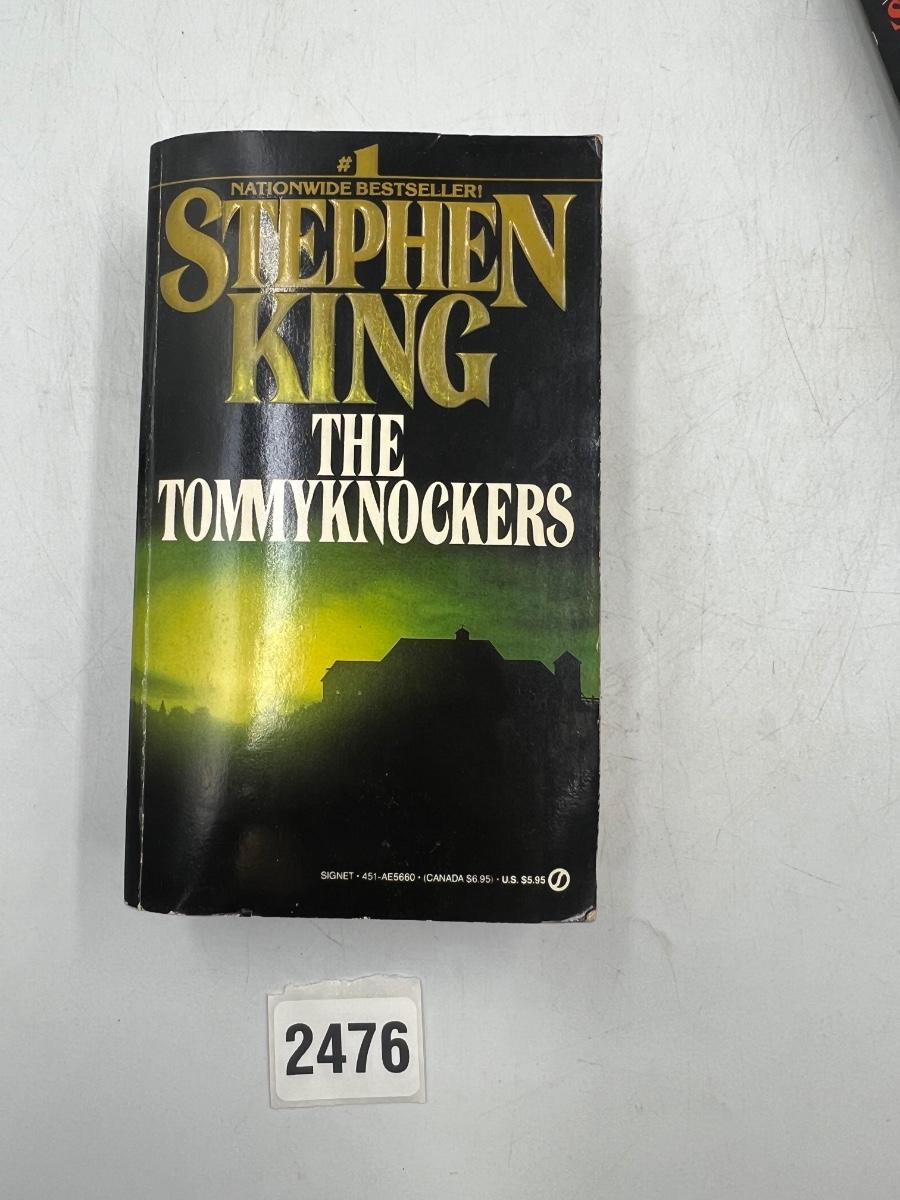 #1
NATIONWIDE BESTSELLER!
STEPHEN
KING
THE
TOMMYKNOCKERS
SIGNET • 451-AE5660 • (CANADA $6.95) • U.S. $5.95
2476